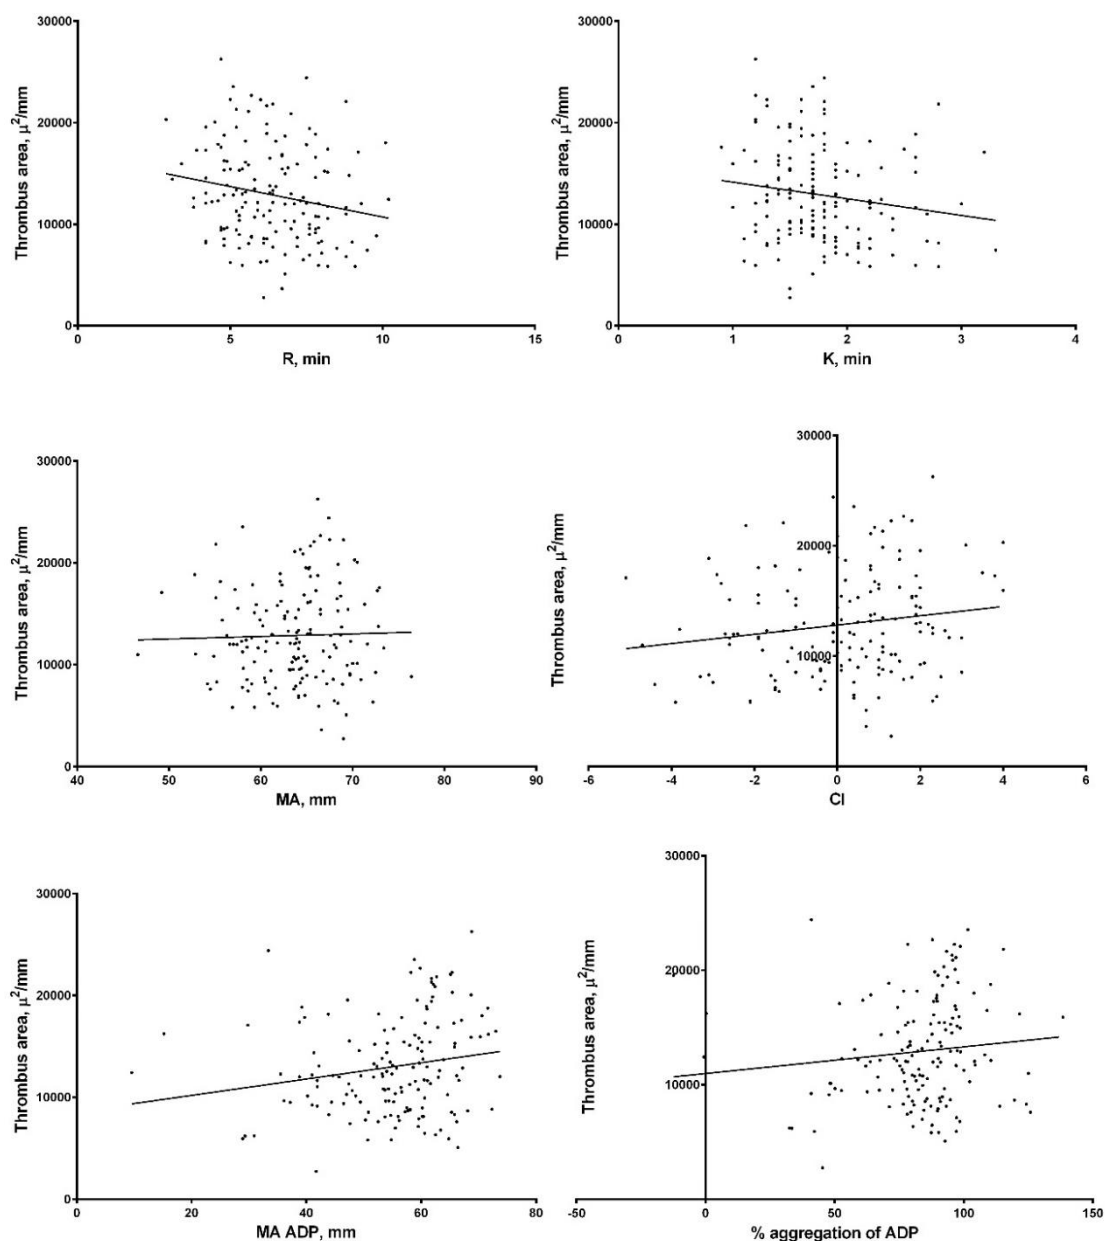 30000
20000
10000
0
Thrombus area, μ²/mm
0 5 10 15
R, min
30000
20000
10000
0
Thrombus area, μ²/mm
0 1 2 3 4
K, min
30000
20000
10000
0
Thrombus area, μ²/mm
40 50 60 70 80 90
MA, mm
30000
20000
10000
Thrombus area, μ²/mm
-6 -4 -2 0 2 4 6
CI
30000
20000
10000
0
Thrombus area, μ²/mm
0 20 40 60 80
MA ADP, mm
30000
20000
10000
Thrombus area, μ²/mm
-50 0 50 100 150
% aggregation of ADP